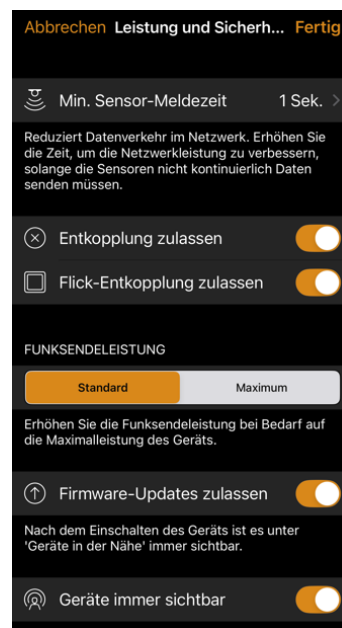 Abbrechen Leistung und Sicherh... Fertig
Min. Sensor-Meldezeit 1 Sek.
Reduziert Datenverkehr im Netzwerk. Erhöhen Sie
die Zeit, um die Netzwerkleistung zu verbessern,
solange die Sensoren nicht kontinuierlich Daten
senden müssen.
Entkopplung zulassen
Flick-Entkopplung zulassen
FUNKSENDELEISTUNG
Standard Maximum
Erhöhen Sie die Funksendeleistung bei Bedarf auf
die Maximalleistung des Geräts.
Firmware-Updates zulassen
Nach dem Einschalten des Geräts ist es unter
'Geräte in der Nähe' immer sichtbar.
Geräte immer sichtbar